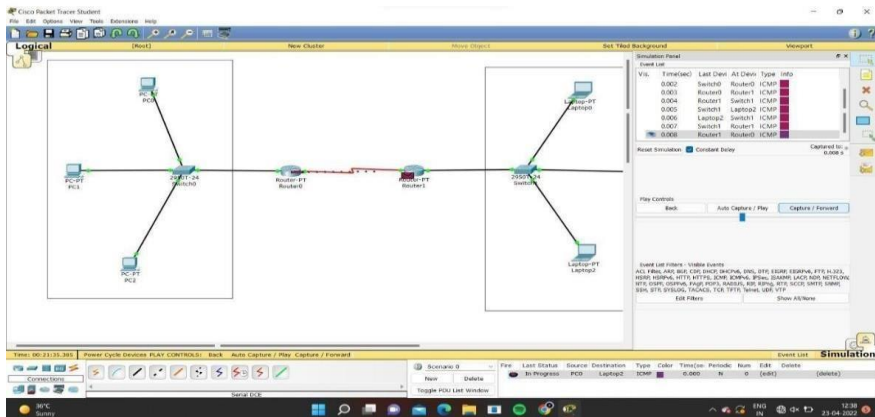 Cisco Packet Tracer Student
File Edit Options View Tools Extensions Help
Logical [Root] New Cluster Move Object Set Tiled Background Viewport
Simulation Panel
Event List
Vis. Time(sec) Last Devi At Devi Type Info
0.002 Switch0 Router0 ICMP
0.003 Router0 Router1 ICMP
0.004 Router1 Switch1 ICMP
0.005 Switch1 Laptop2 ICMP
0.006 Laptop2 Switch1 ICMP
0.007 Switch1 Router1 ICMP
0.008 Router1 Router0 ICMP
Reset Simulation Constant Delay Captured to:
0.008 s
Play Controls
Back Auto Capture / Play Capture / Forward
Event List Filters - Visible Events
Edit Filters Show All/None
PC0
Laptop-PT
Laptop0
PC-PT
PC1
2950T-24
Switch0
Router-PT
Router0
Router-PT
Router1
2950T-24
PC-PT
PC2
Laptop-PT
Laptop2
Time: 00:21:35.305 Power Cycle Devices PLAY CONTROLS: Back Auto Capture / Play Capture / Forward Event List Simulation
Connections
Serial DCE
Scenario 0
New Delete
Toggle PDU List Window
Fire Last Status Source Destination Type Color Time(sec Periodic Num Edit Delete
In Progress PC0 Laptop2 ICMP 0.000 N 0 (edit) (delete)
30°C
Sunny
ENG
IN
12:38
23-04-2022